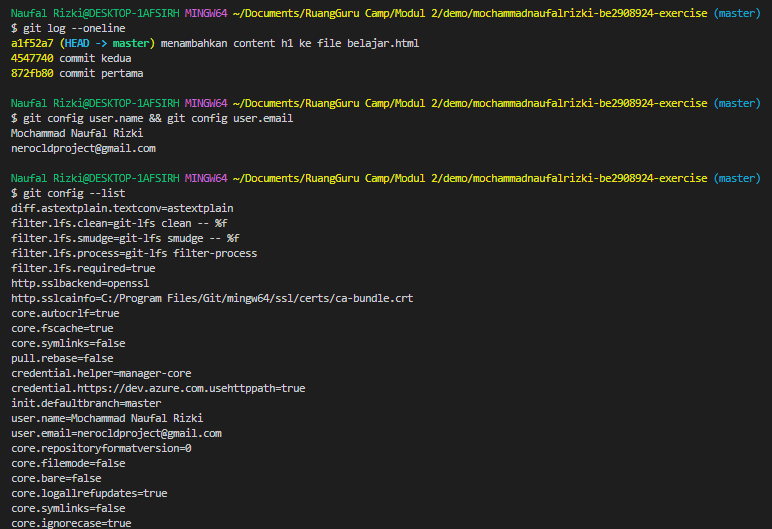 Naufal Rizki@DESKTOP-1AFSIRH MINGW64 ~/Documents/RuangGuru Camp/Modul 2/demo/mochammadnaufalrizki-be2908924-exercise (master)
$ git log --oneline
a1f52a7 (HEAD -> master) menambahkan content h1 ke file belajar.html
4547740 commit kedua
872fb80 commit pertama
Naufal Rizki@DESKTOP-1AFSIRH MINGW64 ~/Documents/RuangGuru Camp/Modul 2/demo/mochammadnaufalrizki-be2908924-exercise (master)
$ git config user.name && git config user.email
Mochammad Naufal Rizki
nerocldproject@gmail.com
Naufal Rizki@DESKTOP-1AFSIRH MINGW64 ~/Documents/RuangGuru Camp/Modul 2/demo/mochammadnaufalrizki-be2908924-exercise (master)
$ git config --list
diff.astextplain.textconv=astextplain
filter.lfs.clean=git-lfs clean -- %f
filter.lfs.smudge=git-lfs smudge -- %f
filter.lfs.process=git-lfs filter-process
filter.lfs.required=true
http.sslbackend=openssl
http.sslcainfo=C:/Program Files/Git/mingw64/ssl/certs/ca-bundle.crt
core.autocrlf=true
core.fscache=true
core.symlinks=false
pull.rebase=false
credential.helper=manager-core
credential.https://dev.azure.com.usehttppath=true
init.defaultbranch=master
user.name=Mochammad Naufal Rizki
user.email=nerocldproject@gmail.com
core.repositoryformatversion=0
core.filemode=false
core.bare=false
core.logallrefupdates=true
core.symlinks=false
core.ignorecase=true